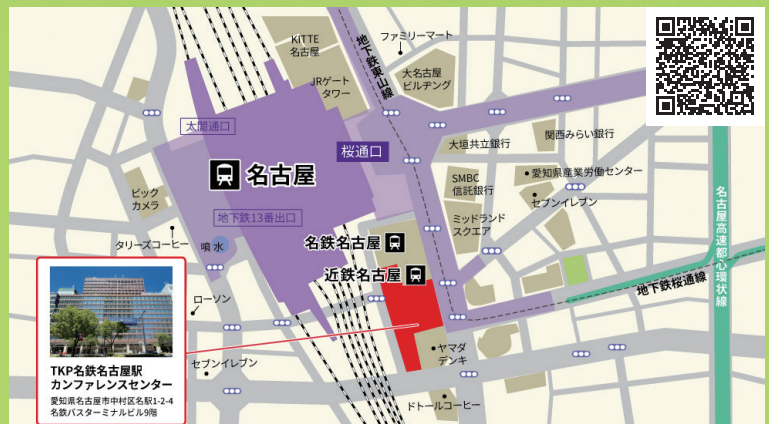 KITTE
名古屋
ファミリーマート
地下鉄東山線
大名古屋
ビルヂング
JRゲート
タワー
太閤通口
桜通口
大垣共立銀行
関西みらい銀行
名古屋
SMBC
信託銀行
愛知県産業労働センター
セブンイレブン
ビック
カメラ
地下鉄13番出口
ミッドランド
スクエア
名古屋高速都心環状線
タリーズコーヒー
噴水
名鉄名古屋
近鉄名古屋
地下鉄桜通線
ローソン
ヤマダ
デンキ
セブンイレブン
TKP名鉄名古屋駅
カンファレンスセンター
愛知県名古屋市中村区名駅1-2-4
名鉄バスターミナルビル9階
ドトールコーヒー